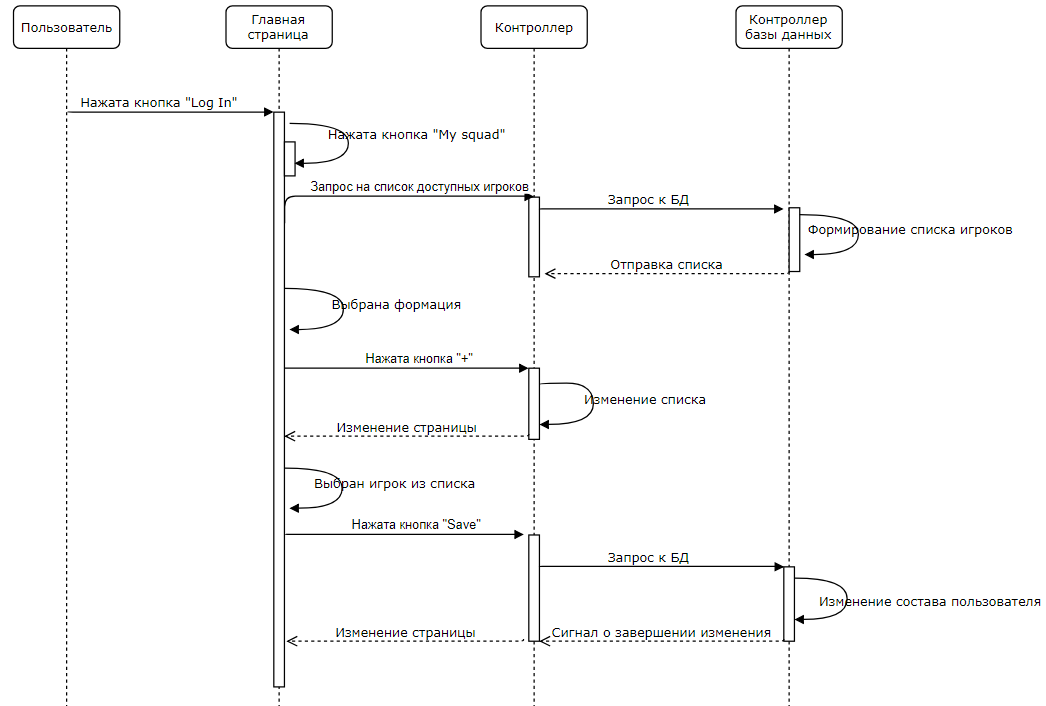 Пользователь
Главная
страница
Контроллер
Контроллер
базы данных
Нажата кнопка "Log In"
Нажата кнопка "My squad"
Запрос на список доступных игроков
Запрос к БД
Формирование списка игроков
Отправка списка
Выбрана формация
Нажата кнопка "+"
Изменение списка
Изменение страницы
Выбран игрок из списка
Нажата кнопка "Save"
Запрос к БД
Изменение состава пользователя
Изменение страницы
Сигнал о завершении изменения